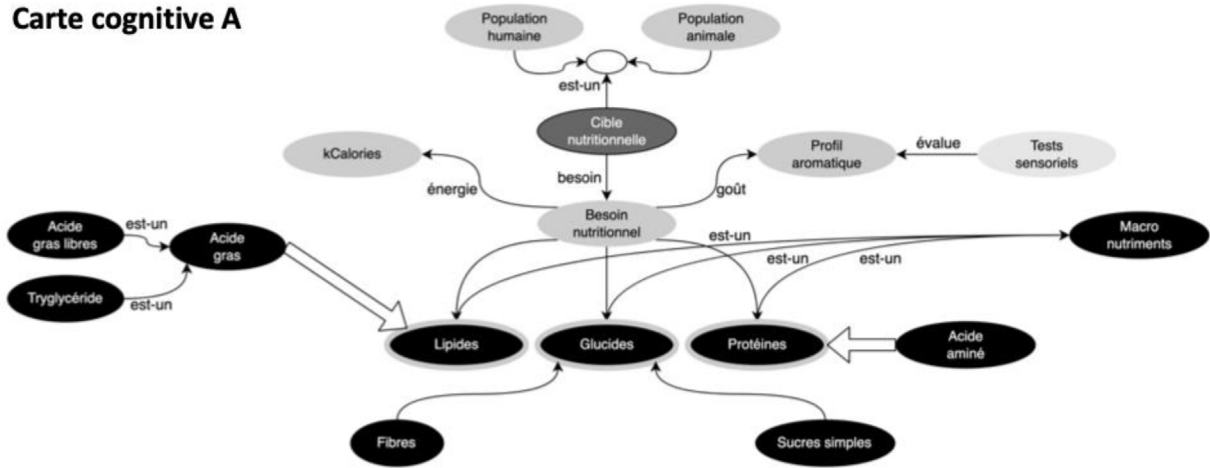 Carte cognitive A
Population
humaine
Population
animale
est-un
Cible
nutritionnelle
kCalories
Profil
aromatique
évalue
Tests
sensoriels
énergie
besoin
goût
Besoin
nutritionnel
Acide
gras libres
est-un
Acide
gras
Tryglycéride
est-un
est-un
est-un
est-un
Macro
nutriments
Lipides
Glucides
Protéines
Acide
aminé
Fibres
Sucres simples